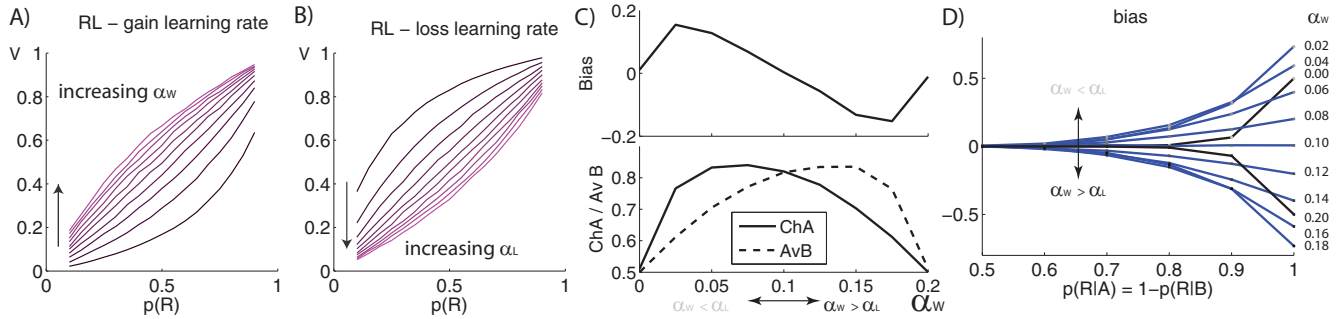 A)
RL – gain learning rate
V
1
0.8
0.6
0.4
0.2
0
0
0.5
1
p(R)
increasing αW
B)
RL – loss learning rate
V
1
0.8
0.6
0.4
0.2
0
0
0.5
1
p(R)
increasing αL
C)
0.2
0
−0.2
Bias
0.8
0.7
0.6
0.5
ChA / Av B
ChA
AvB
0
0.05
0.1
0.15
0.2
αW < αL
αW > αL
αW
D)
bias
αW
0.5
0
−0.5
αW < αL
αW > αL
0.02
0.04
0.00
0.06
0.08
0.10
0.12
0.14
0.20
0.16
0.18
0.5
0.6
0.7
0.8
0.9
1
p(R|A) = 1−p(R|B)